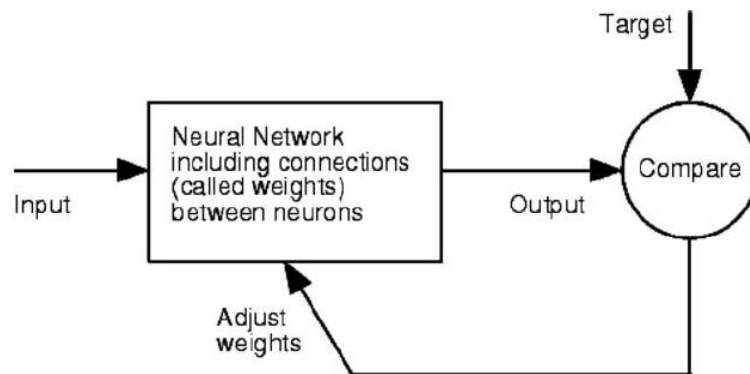 Target
Neural Network
including connections
(called weights)
between neurons
Compare
Input
Output
Adjust
weights